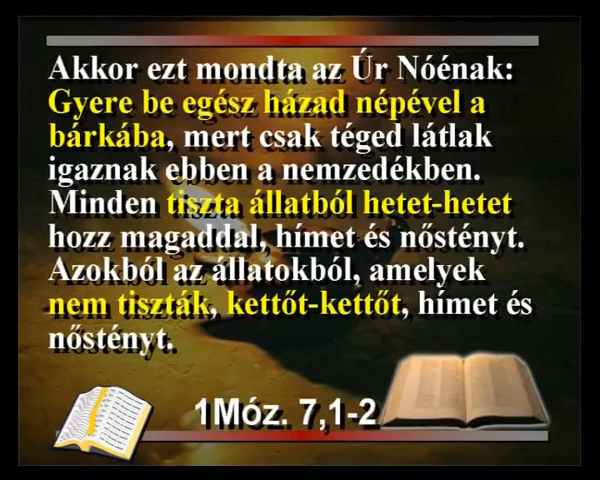 Akkor ezt mondta az Úr Nóénak:
Gyere be egész házad népével a
bárkába, mert csak téged látlak
igaznak ebben a nemzedékben.
Minden tiszta állatból hetet-hetet
hozz magaddal, hímet és nőstényt.
Azokból az állatokból, amelyek
nem tiszták, kettőt-kettőt, hímet és
nőstényt.
1Móz. 7,1-2